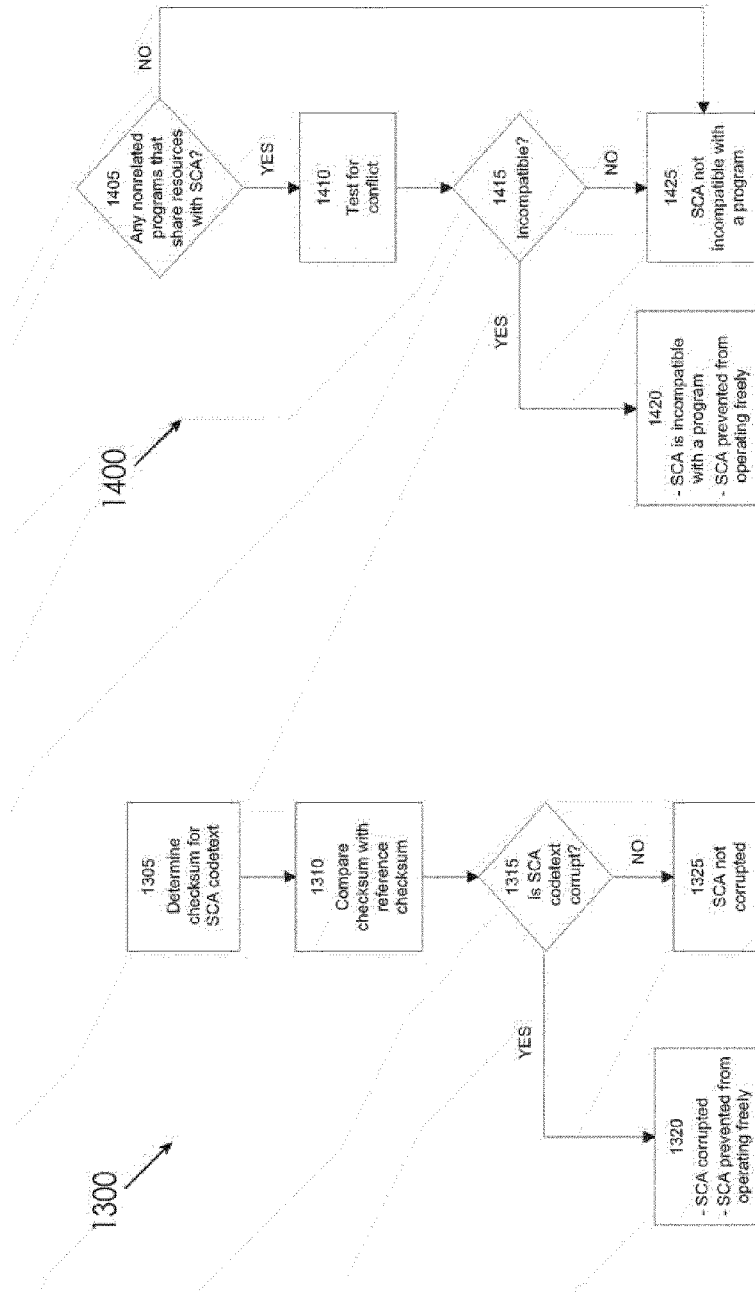 1300
1305
Determine
checksum for
SCA codetext
1310
Compare
checksum with
reference
checksum
1315
Is SCA
codetext
corrupt?
YES
NO
1320
- SCA corrupted
- SCA prevented from
operating freely
1325
SCA not
corrupted
1400
1405
Any nonrelated
programs that
share resources
with SCA?
NO
YES
1410
Test for
conflict
1415
Incompatible?
YES
NO
1420
- SCA is incompatible
with a program
- SCA prevented from
operating freely
1425
SCA not
incompatible with
a program